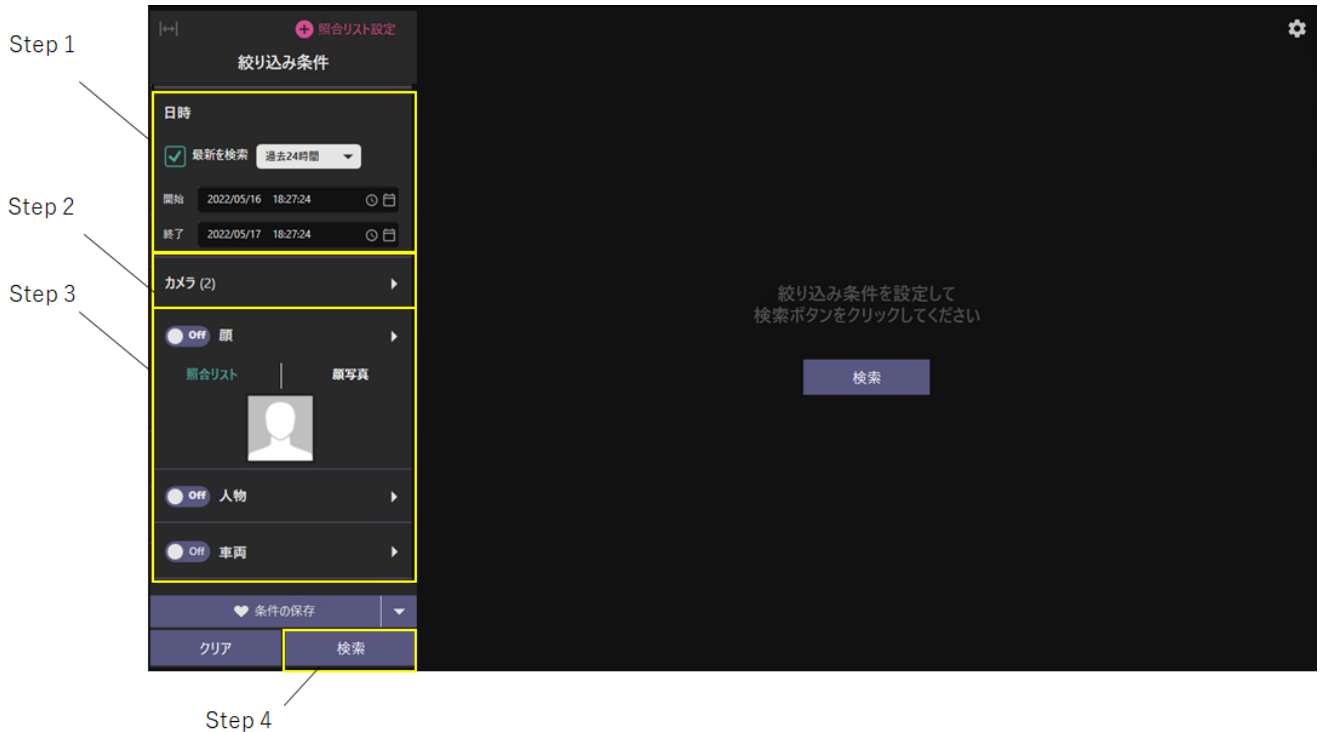 Step 1
Step 2
Step 3
Step 4
照合リスト設定
絞り込み条件
日時
最新を検索 過去24時間
開始 2022/05/16 18:27:24
終了 2022/05/17 18:27:24
カメラ (2)
Off 顔
照合リスト 顔写真
Off 人物
Off 車両
条件の保存
クリア 検索
絞り込み条件を設定して
検索ボタンをクリックしてください
検索